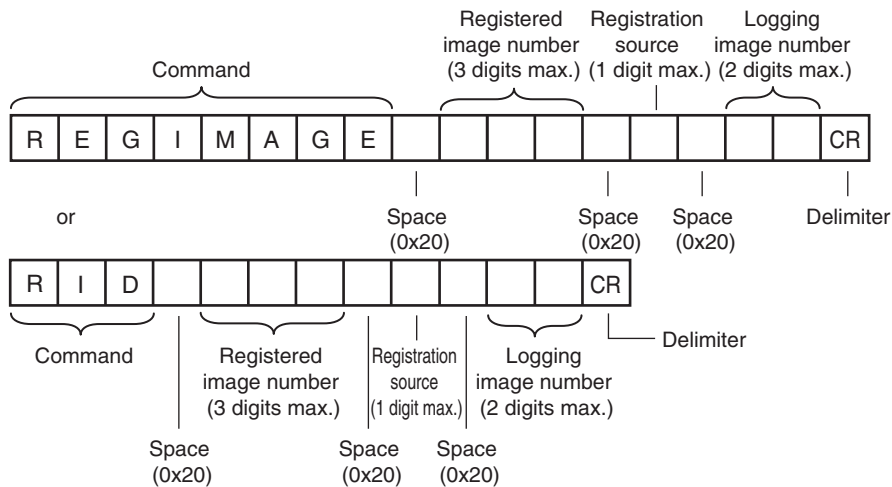 Registered
image number
(3 digits max.)
Registration
source
(1 digit max.)
Logging
image number
(2 digits max.)
Command
R E G I M A G E CR
Space
(0x20)
Space
(0x20)
Space
(0x20)
Delimiter
or
R I D CR
Command
Registered
image number
(3 digits max.)
Registration
source
(1 digit max.)
Logging
image number
(2 digits max.)
Delimiter
Space
(0x20)
Space
(0x20)
Space
(0x20)